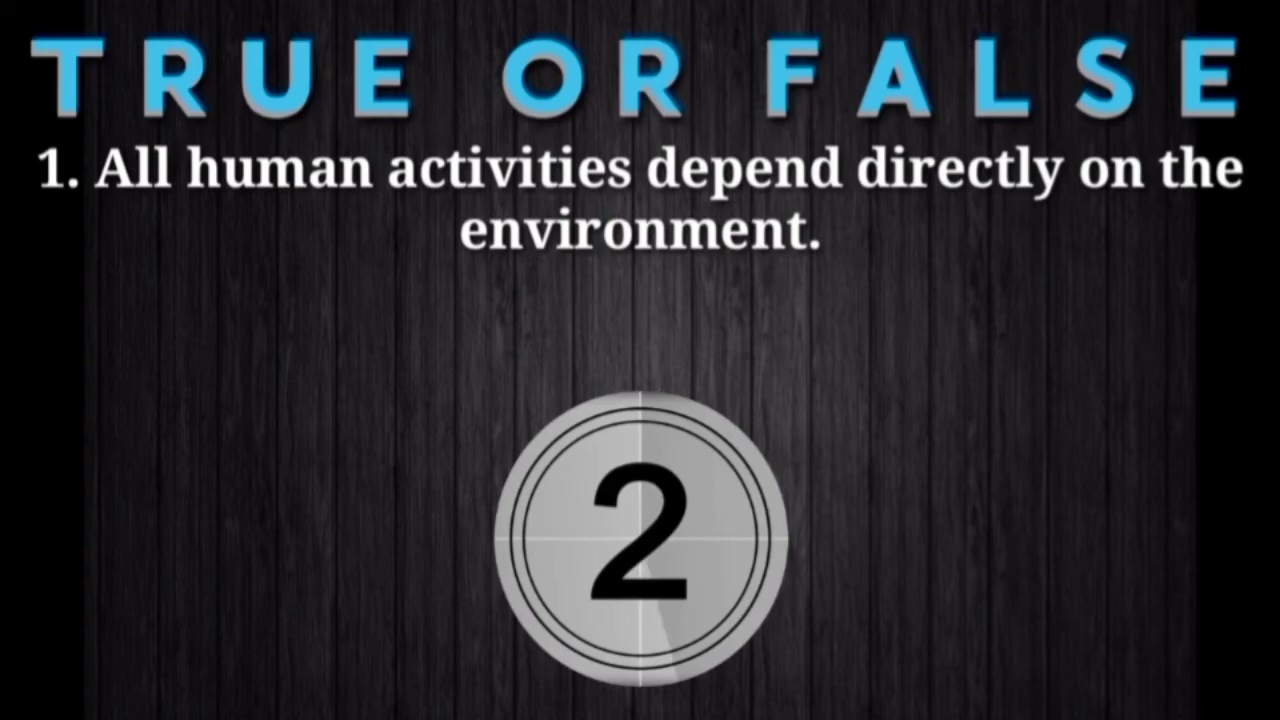 TRUE OR FALSE
1. All human activities depend directly on the
environment.
2